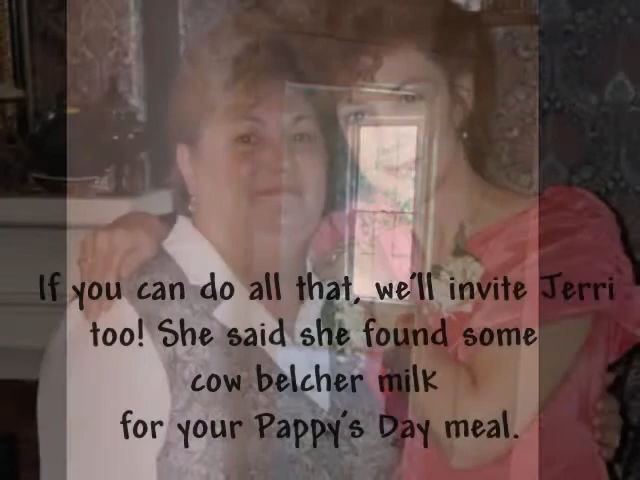 If you can do all that, we'll invite Jerri
too! She said she found some
cow belcher milk
for your Pappy's Day meal.